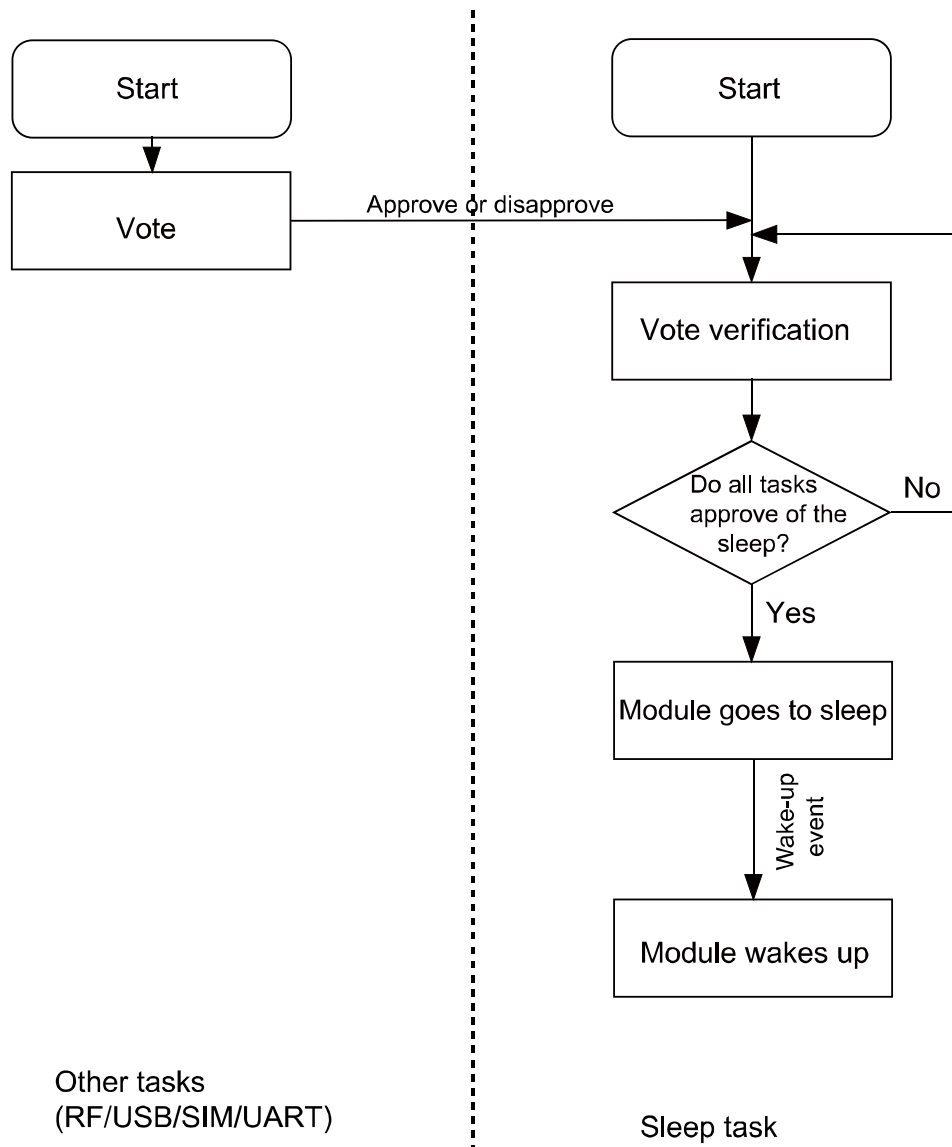 Start
Vote
Approve or disapprove
Start
Vote verification
Do all tasks
approve of the
sleep?
No
Yes
Module goes to sleep
Wake-up
event
Module wakes up
Other tasks
(RF/USB/SIM/UART)
Sleep task